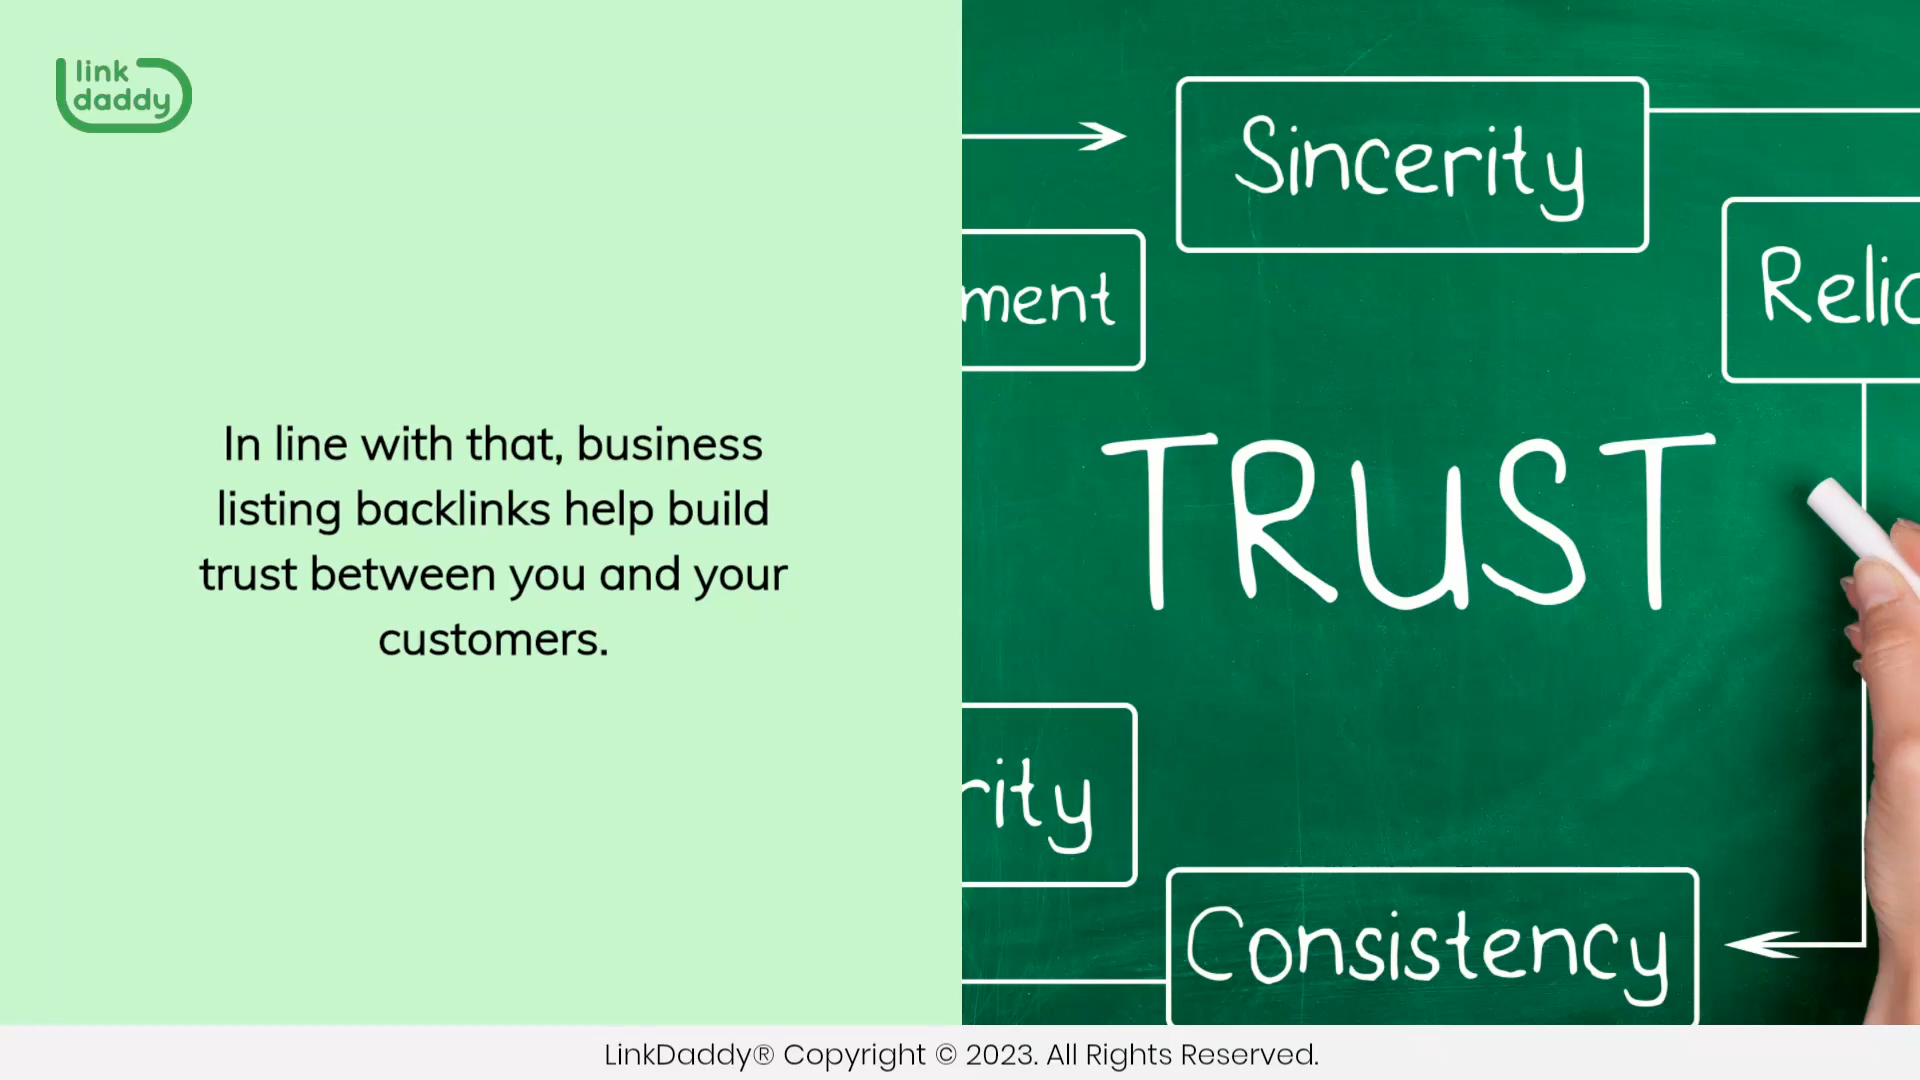 link
daddy
In line with that, business
listing backlinks help build
trust between you and your
customers.
Sincerity
ment
Relia
TRUST
rity
Consistency
LinkDaddy® Copyright © 2023. All Rights Reserved.